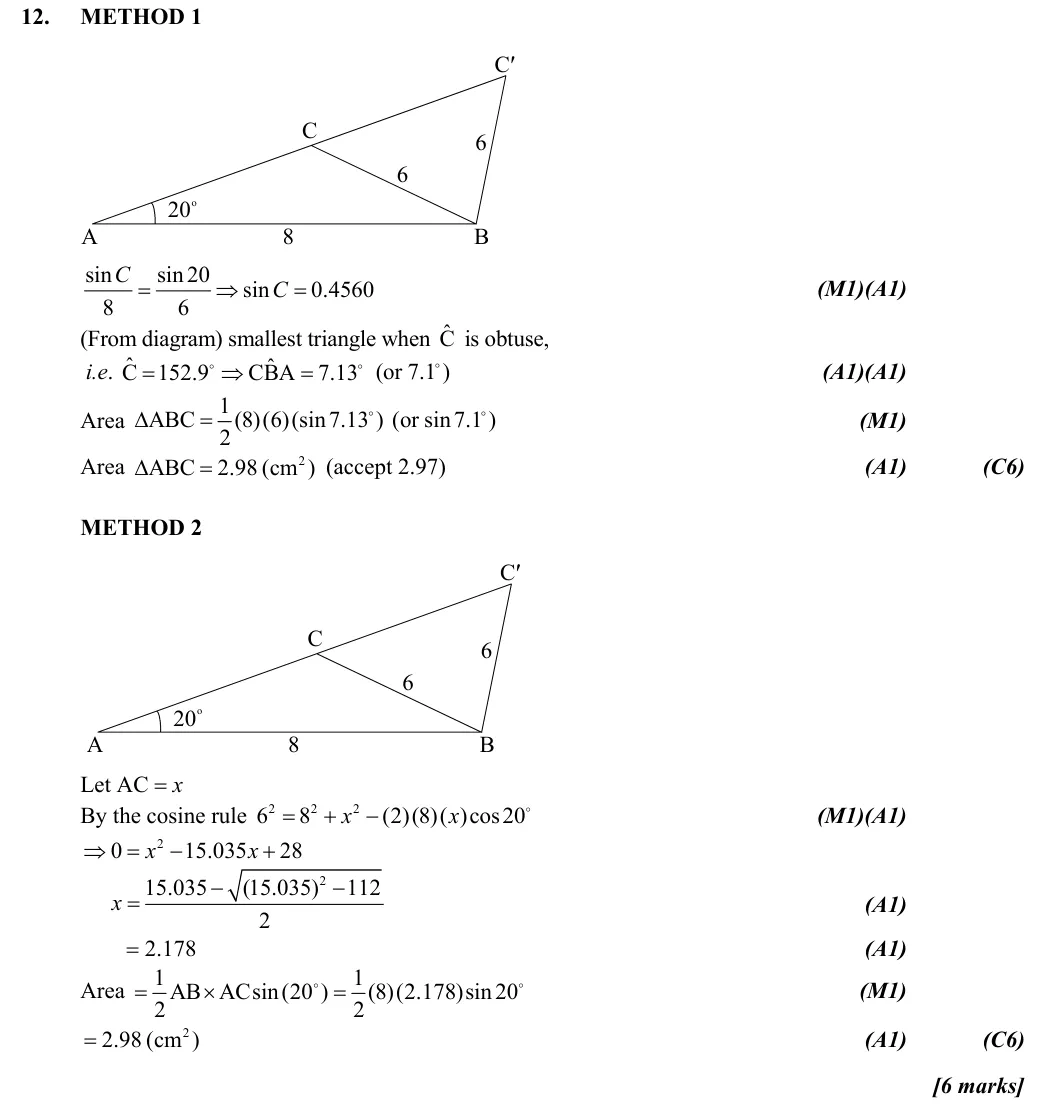 12. METHOD 1
C′
C
6
6
20°
A
8
B
sin C / 8 = sin 20 / 6 ⇒ sin C = 0.4560 (M1)(A1)
(From diagram) smallest triangle when Ĉ is obtuse,
i.e. Ĉ = 152.9° ⇒ CB̂A = 7.13° (or 7.1°) (A1)(A1)
Area ΔABC = 1/2 (8)(6)(sin 7.13°) (or sin 7.1°) (M1)
Area ΔABC = 2.98 (cm²) (accept 2.97) (A1) (C6)
METHOD 2
C′
C
6
6
20°
A
8
B
Let AC = x
By the cosine rule 6² = 8² + x² − (2)(8)(x)cos 20° (M1)(A1)
⇒ 0 = x² − 15.035x + 28
x = (15.035 − √((15.035)² − 112)) / 2 (A1)
= 2.178 (A1)
Area = 1/2 AB × AC sin (20°) = 1/2 (8)(2.178) sin 20° (M1)
= 2.98 (cm²) (A1) (C6)
[6 marks]